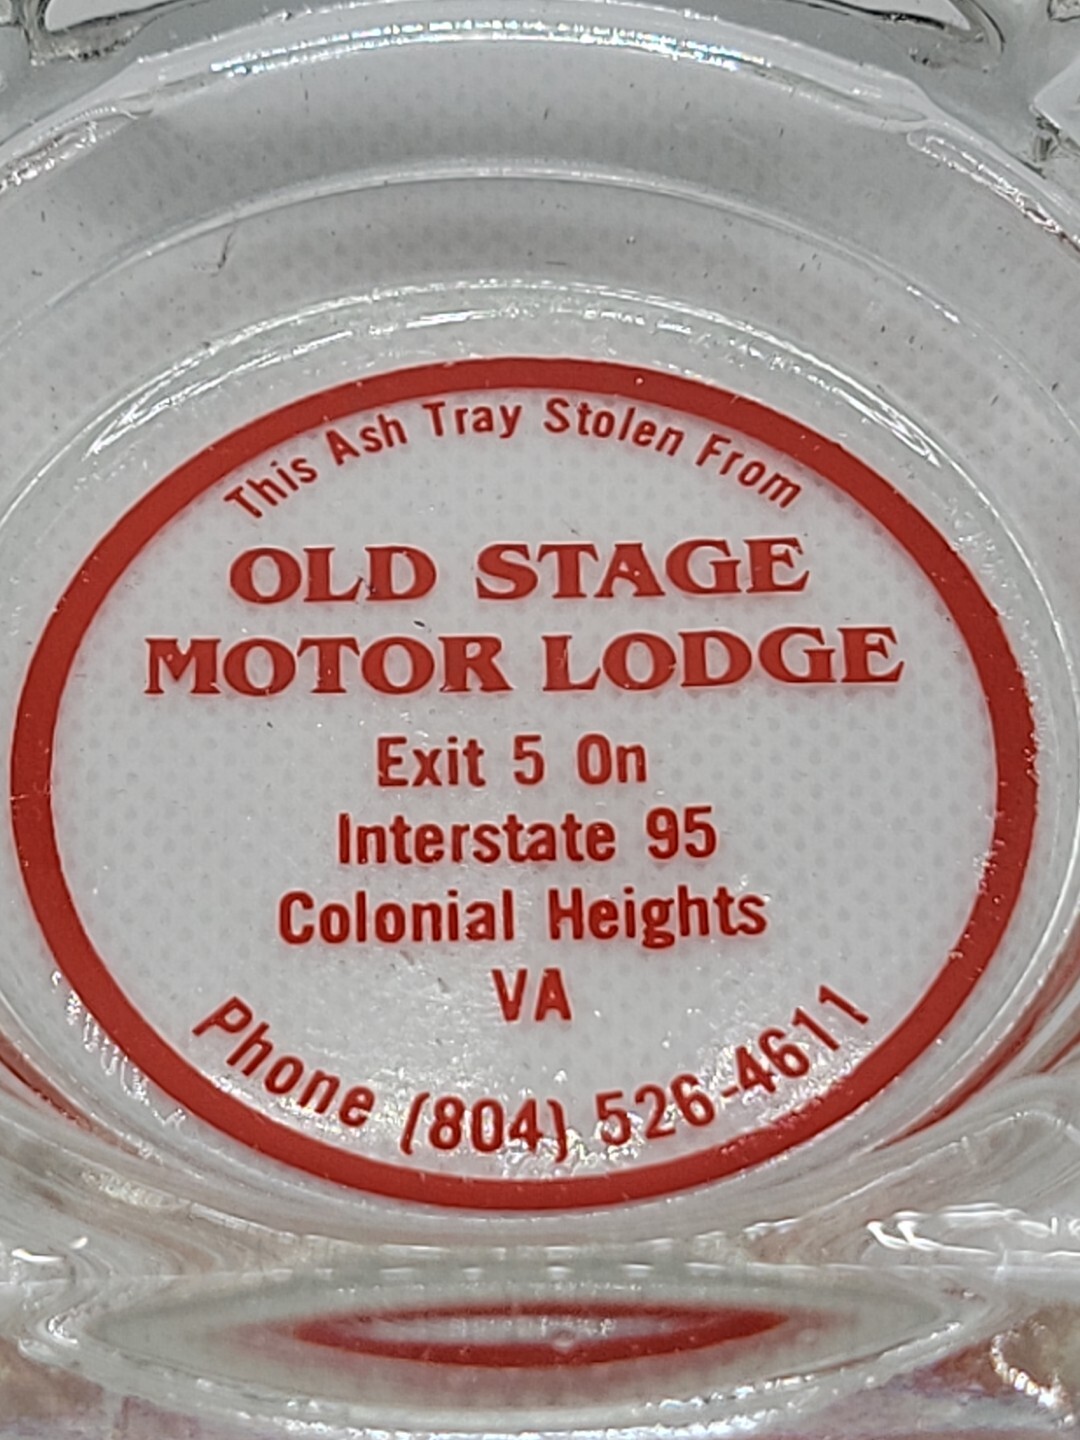 This Ash Tray Stolen From
OLD STAGE
MOTOR LODGE
Exit 5 On
Interstate 95
Colonial Heights
VA
Phone (804) 526-4611